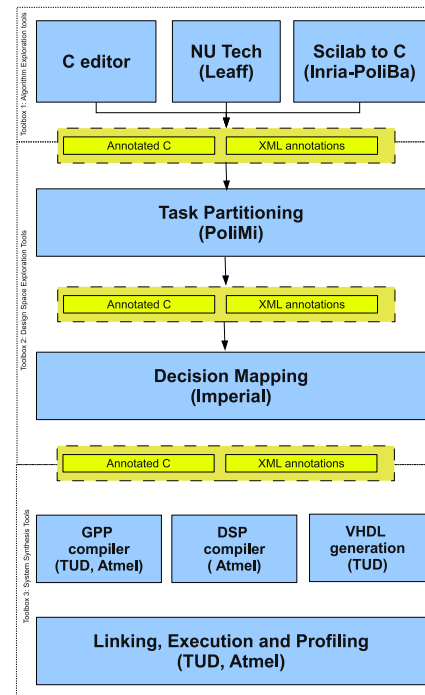 Toolbox 1: Algorithm Exploration tools
C editor
NU Tech
(Leaff)
Scilab to C
(Inria-PoliBa)
Annotated C
XML annotations
Toolbox 2: Design Space Exploration Tools
Task Partitioning
(PoliMi)
Annotated C
XML annotations
Decision Mapping
(Imperial)
Annotated C
XML annotations
Toolbox 3: System Synthesis Tools
GPP
compiler
(TUD, Atmel)
DSP
compiler
( Atmel)
VHDL
generation
(TUD)
Linking, Execution and Profiling
(TUD, Atmel)